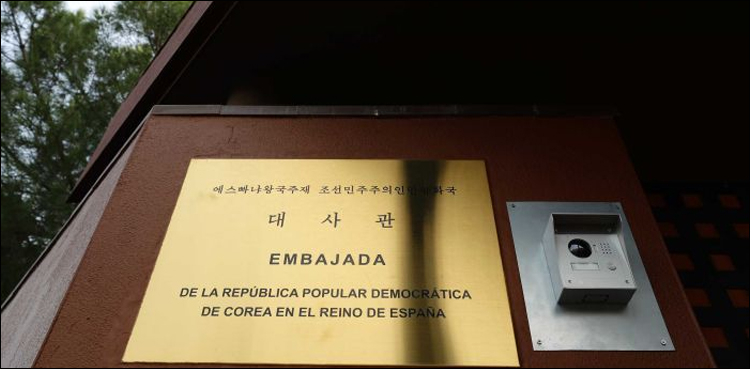 에스빠냐왕국주재 조선민주주의인민공화국
대 사 관
EMBAJADA
DE LA REPÚBLICA POPULAR DEMOCRÁTICA
DE COREA EN EL REINO DE ESPAÑA